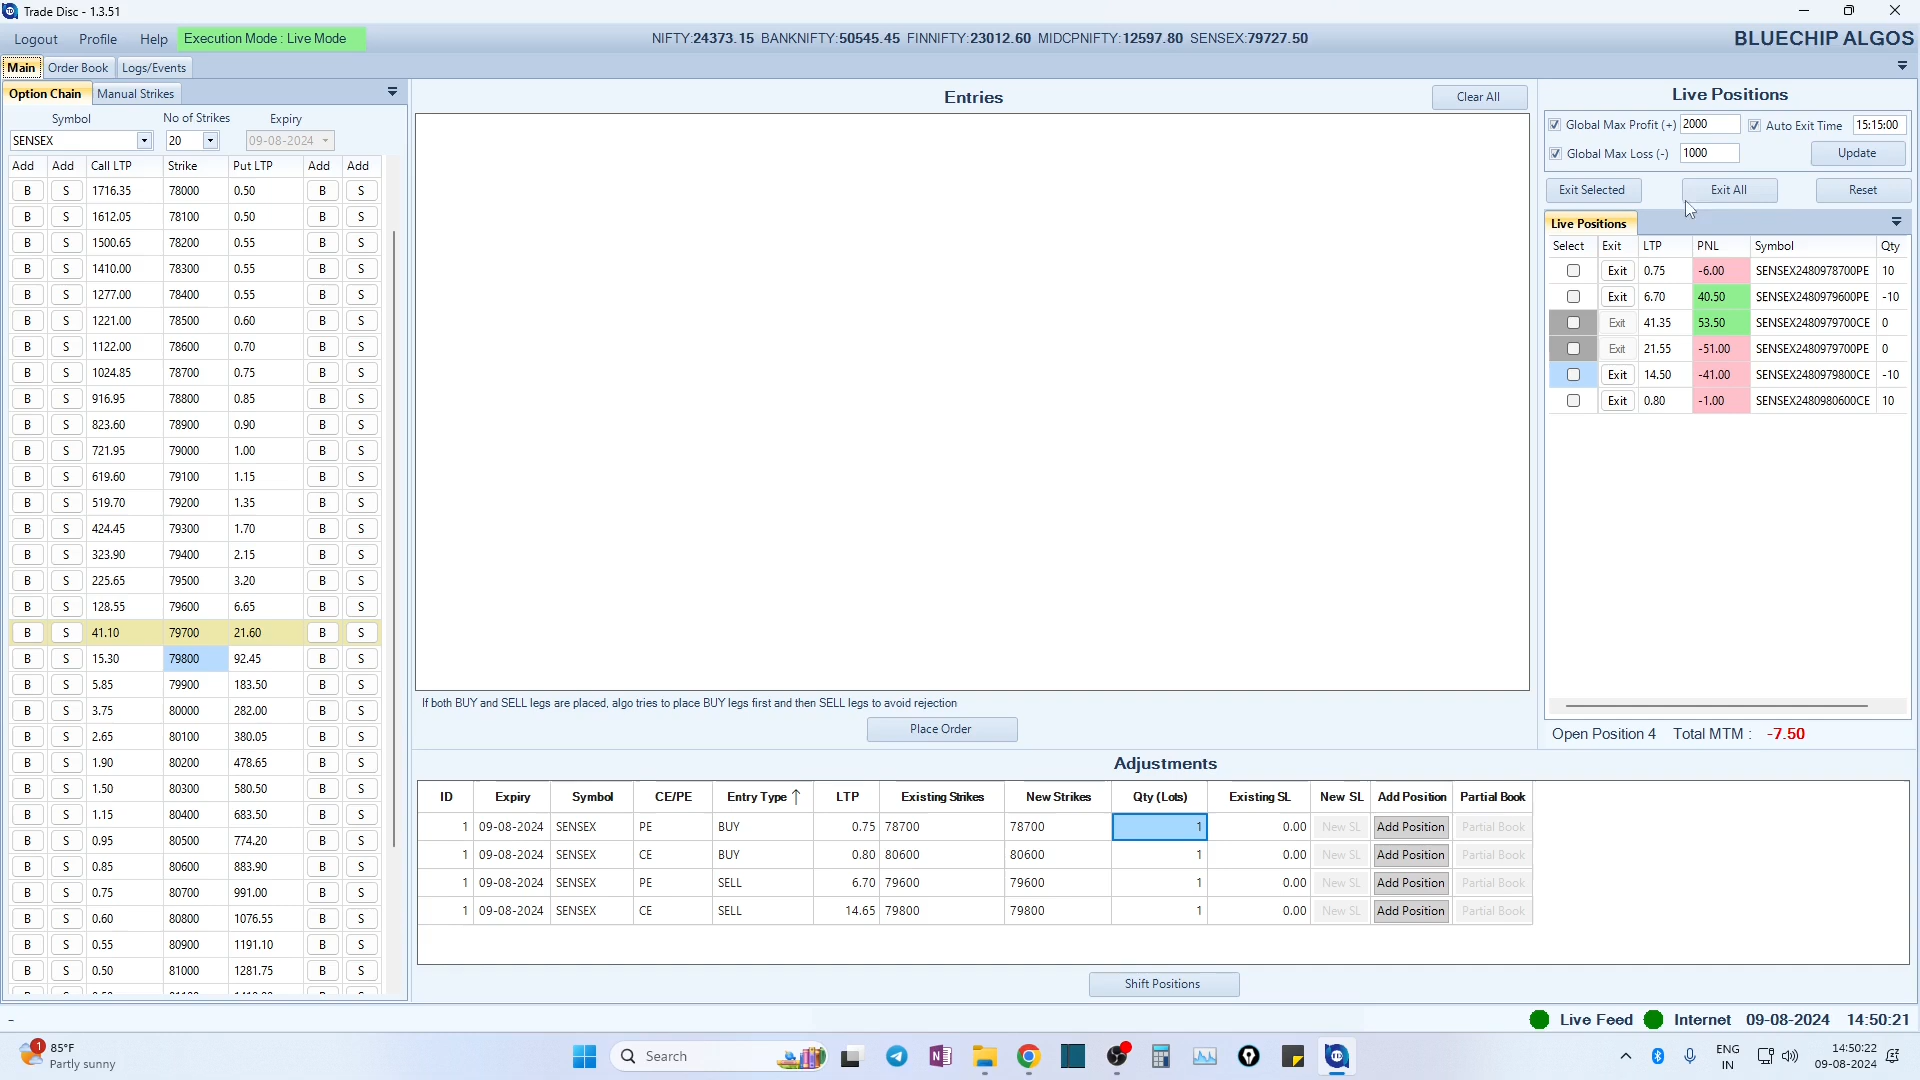 Trade Disc - 1.3.51
Logout Profile Help Execution Mode : Live Mode NIFTY:24373.15 BANKNIFTY:50545.45 FINNIFTY:23012.60 MIDCPNIFTY:12597.80 SENSEX:79727.50 BLUECHIP ALGOS
Main Order Book Logs/Events
Option Chain Manual Strikes
Symbol No of Strikes Expiry
SENSEX 20 09-08-2024
Add Add Call LTP Strike Put LTP Add Add
B S 1716.35 78000 0.50 B S
B S 1612.05 78100 0.50 B S
B S 1500.65 78200 0.55 B S
B S 1410.00 78300 0.55 B S
B S 1277.00 78400 0.55 B S
B S 1221.00 78500 0.60 B S
B S 1122.00 78600 0.70 B S
B S 1024.85 78700 0.75 B S
B S 916.95 78800 0.85 B S
B S 823.60 78900 0.90 B S
B S 721.95 79000 1.00 B S
B S 619.60 79100 1.15 B S
B S 519.70 79200 1.35 B S
B S 424.45 79300 1.70 B S
B S 323.90 79400 2.15 B S
B S 225.65 79500 3.20 B S
B S 128.55 79600 6.65 B S
B S 41.10 79700 21.60 B S
B S 15.30 79800 92.45 B S
B S 5.85 79900 183.50 B S
B S 3.75 80000 282.00 B S
B S 2.65 80100 380.05 B S
B S 1.90 80200 478.65 B S
B S 1.50 80300 580.50 B S
B S 1.15 80400 683.50 B S
B S 0.95 80500 774.20 B S
B S 0.85 80600 883.90 B S
B S 0.75 80700 991.00 B S
B S 0.60 80800 1076.55 B S
B S 0.55 80900 1191.10 B S
B S 0.50 81000 1281.75 B S
Entries
Clear All
If both BUY and SELL legs are placed, algo tries to place BUY legs first and then SELL legs to avoid rejection
Place Order
Live Positions
Global Max Profit (+) 2000 Auto Exit Time 15:15:00
Global Max Loss (-) 1000 Update
Exit Selected Exit All Reset
Live Positions
Select Exit LTP PNL Symbol Qty
Exit 0.75 -6.00 SENSEX2480978700PE 10
Exit 6.70 40.50 SENSEX2480979600PE -10
Exit 41.35 53.50 SENSEX2480979700CE 0
Exit 21.55 -51.00 SENSEX2480979700PE 0
Exit 14.50 -41.00 SENSEX2480979800CE -10
Exit 0.80 -1.00 SENSEX2480980600CE 10
Open Position 4 Total MTM : -7.50
Adjustments
ID Expiry Symbol CE/PE Entry Type LTP Existing Strikes New Strikes Qty (Lots) Existing SL New SL Add Position Partial Book
1 09-08-2024 SENSEX PE BUY 0.75 78700 78700 1 0.00 New SL Add Position Partial Book
1 09-08-2024 SENSEX CE BUY 0.80 80600 80600 1 0.00 New SL Add Position Partial Book
1 09-08-2024 SENSEX PE SELL 6.70 79600 79600 1 0.00 New SL Add Position Partial Book
1 09-08-2024 SENSEX CE SELL 14.65 79800 79800 1 0.00 New SL Add Position Partial Book
Shift Positions
- Live Feed Internet 09-08-2024 14:50:21
1 85°F
Partly sunny
Search
ENG
IN
14:50:22
09-08-2024